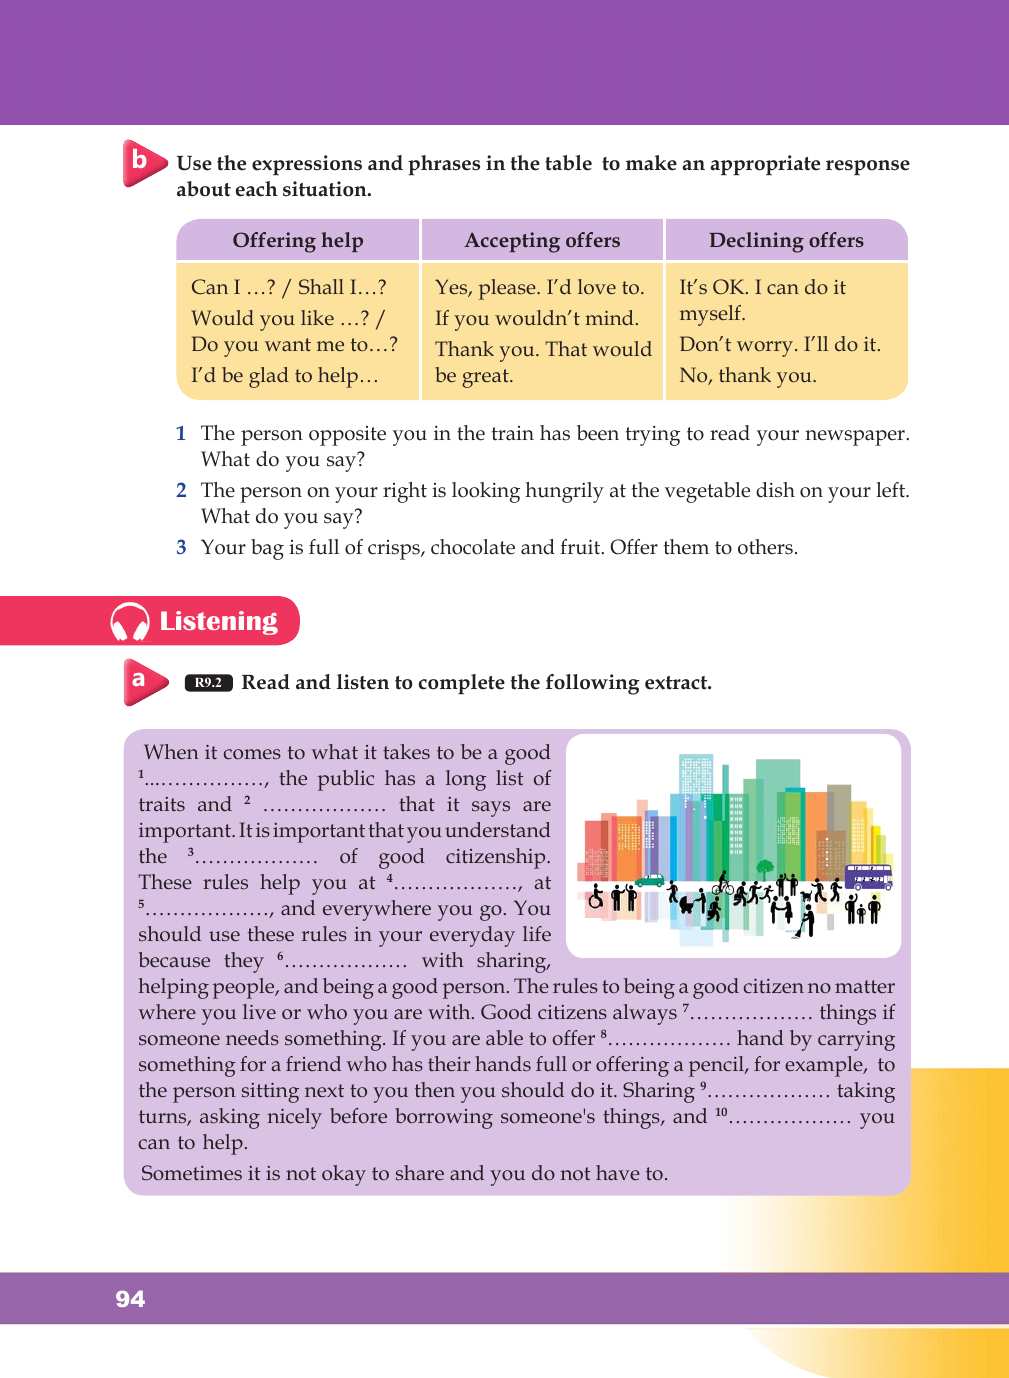 b
Use the expressions and phrases in the table to make an appropriate response
about each situation.
Offering help
Can I …? / Shall I…?
Would you like …? /
Do you want me to…?
I’d be glad to help…
Accepting offers
Yes, please. I’d love to.
If you wouldn’t mind.
Thank you. That would
be great.
Declining offers
It’s OK. I can do it
myself.
Don’t worry. I’ll do it.
No, thank you.
1 The person opposite you in the train has been trying to read your newspaper.
What do you say?
2 The person on your right is looking hungrily at the vegetable dish on your left.
What do you say?
3 Your bag is full of crisps, chocolate and fruit. Offer them to others.
Listening
a
R9.2 Read and listen to complete the following extract.
When it comes to what it takes to be a good
1………………, the public has a long list of
traits and 2 ……………… that it says are
important. It is important that you understand
the 3……………… of good citizenship.
These rules help you at 4………………, at
5………………, and everywhere you go. You
should use these rules in your everyday life
because they 6……………… with sharing,
helping people, and being a good person. The rules to being a good citizen no matter
where you live or who you are with. Good citizens always 7……………… things if
someone needs something. If you are able to offer 8……………… hand by carrying
something for a friend who has their hands full or offering a pencil, for example, to
the person sitting next to you then you should do it. Sharing 9……………… taking
turns, asking nicely before borrowing someone's things, and 10……………… you
can to help.
Sometimes it is not okay to share and you do not have to.
94